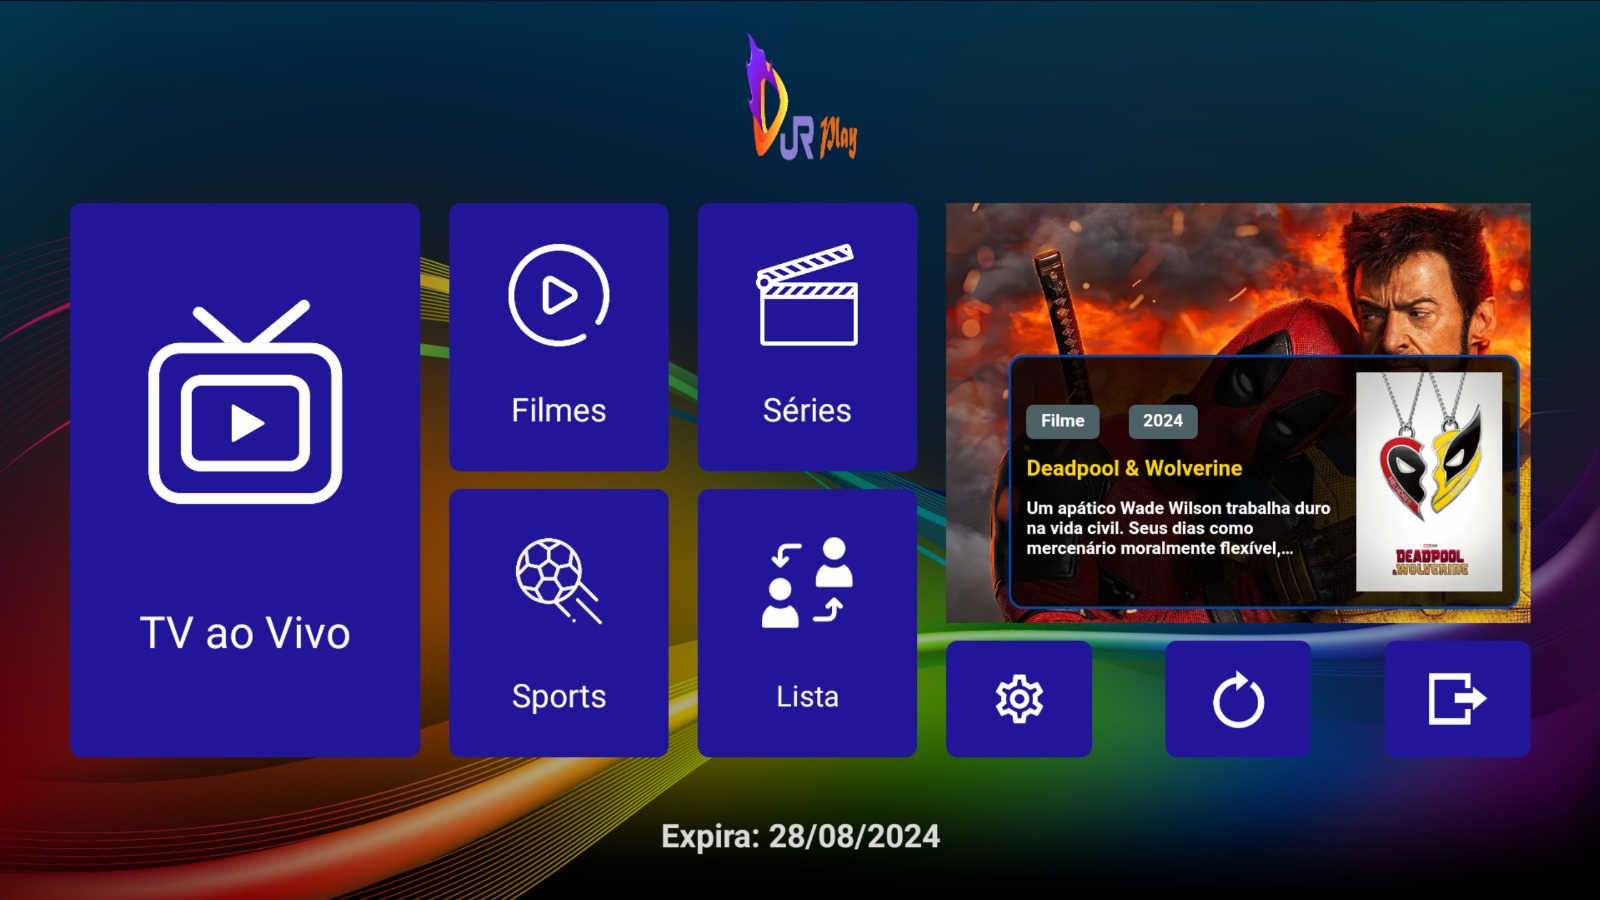 DJR Play
TV ao Vivo
Filmes
Séries
Sports
Lista
Filme
2024
Deadpool & Wolverine
Um apático Wade Wilson trabalha duro
na vida civil. Seus dias como
mercenário moralmente flexível,...
DEADPOOL
& WOLVERINE
Expira: 28/08/2024